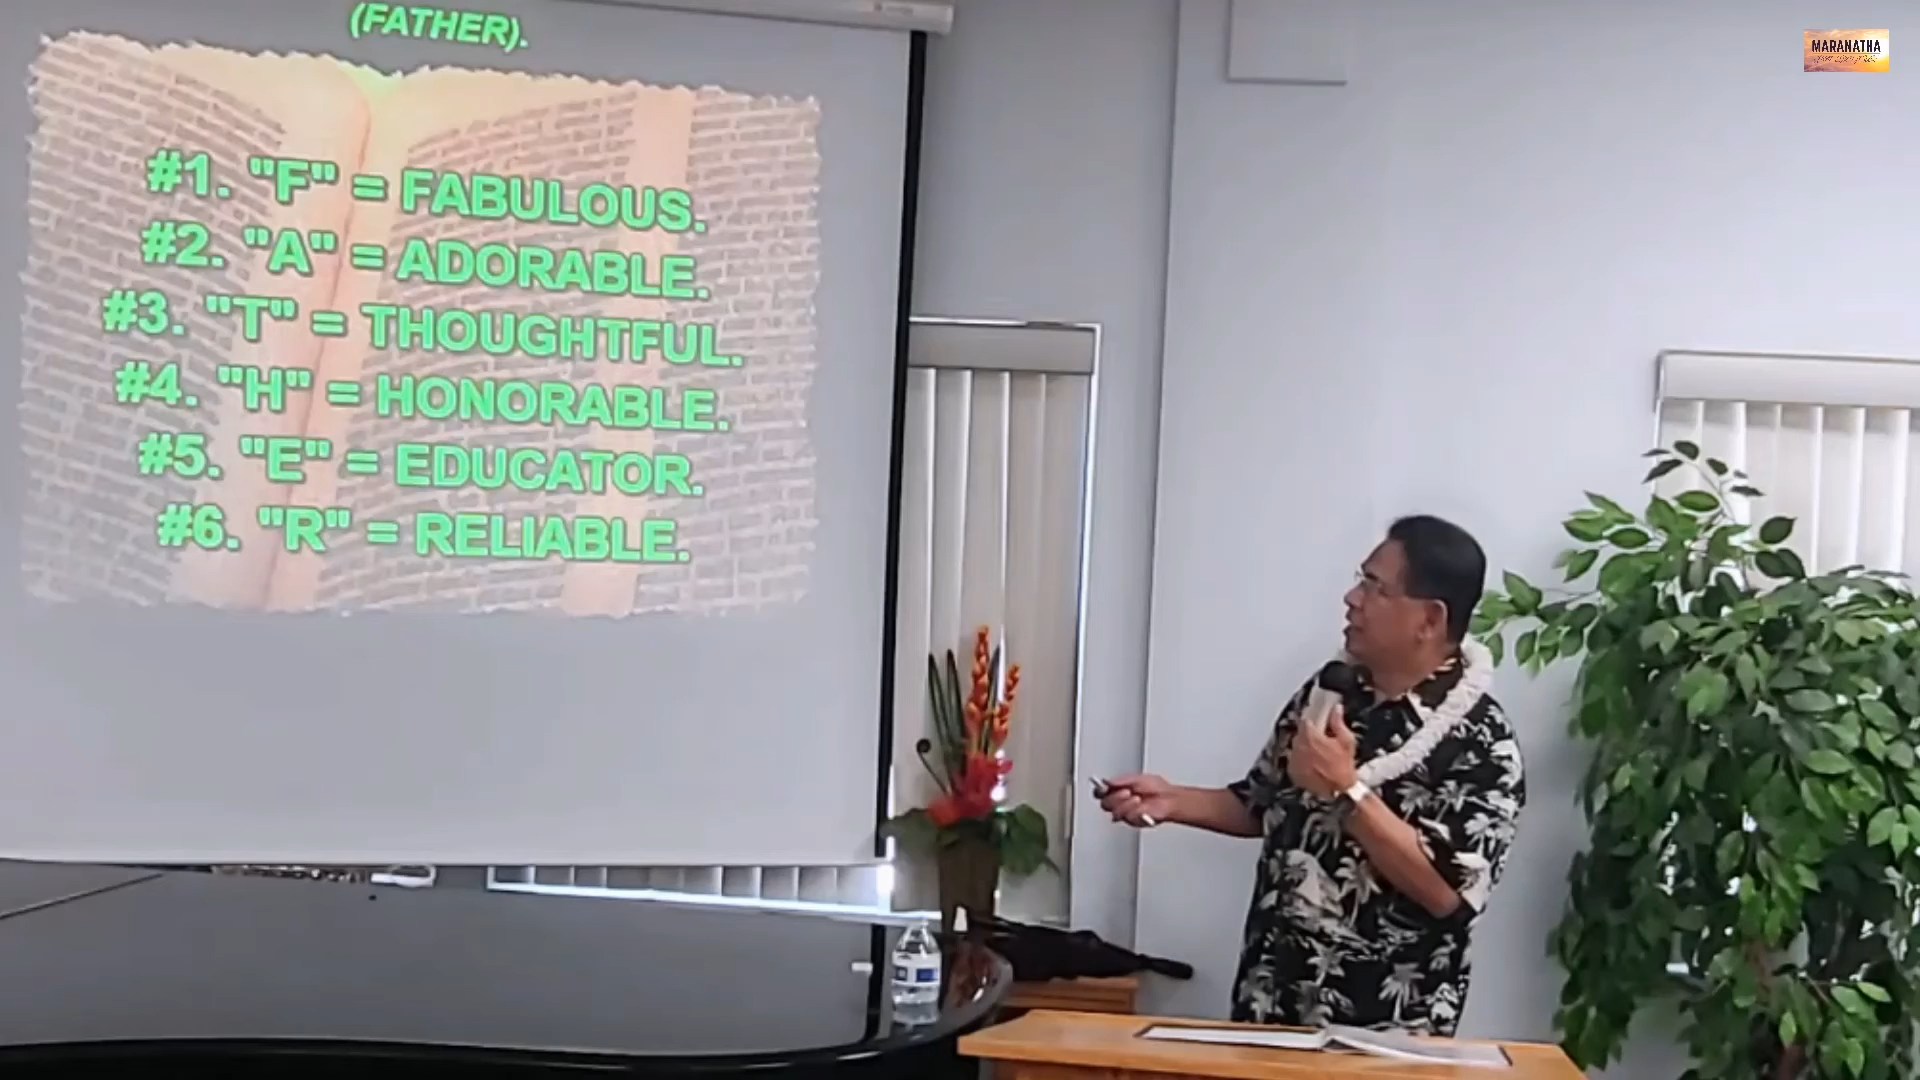 (FATHER).
#1. "F" = FABULOUS.
#2. "A" = ADORABLE.
#3. "T" = THOUGHTFUL.
#4. "H" = HONORABLE.
#5. "E" = EDUCATOR.
#6. "R" = RELIABLE.
MARANATHA